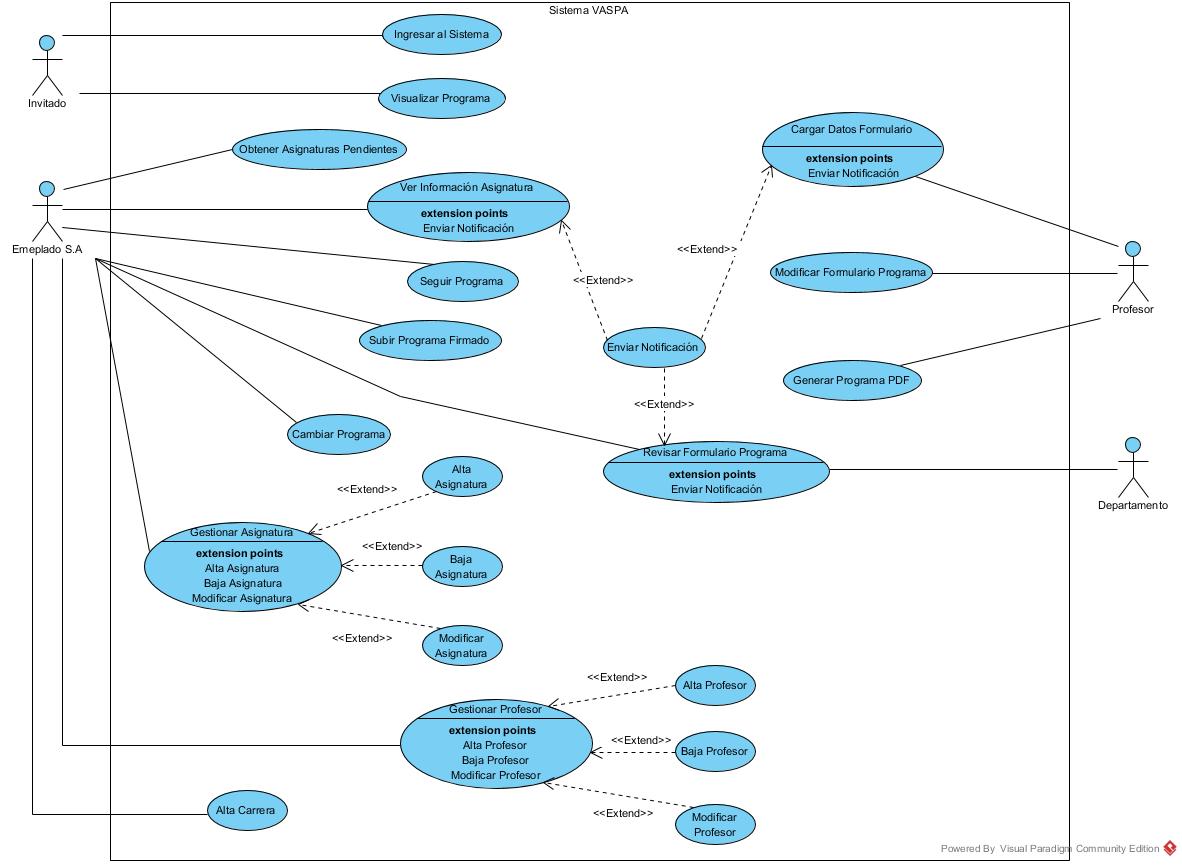 Sistema VASPA
Ingresar al Sistema
Invitado
Visualizar Programa
Cargar Datos Formulario
extension points
Enviar Notificación
Obtener Asignaturas Pendientes
Ver Información Asignatura
extension points
Enviar Notificación
Emeplado S.A
<<Extend>>
<<Extend>>
Seguir Programa
Modificar Formulario Programa
Profesor
Subir Programa Firmado
Enviar Notificación
Generar Programa PDF
<<Extend>>
Cambiar Programa
Revisar Formulario Programa
extension points
Enviar Notificación
Departamento
Alta
Asignatura
<<Extend>>
Gestionar Asignatura
extension points
Alta Asignatura
Baja Asignatura
Modificar Asignatura
<<Extend>>
Baja
Asignatura
<<Extend>>
Modificar
Asignatura
<<Extend>>
Alta Profesor
Gestionar Profesor
extension points
Alta Profesor
Baja Profesor
Modificar Profesor
<<Extend>>
Baja Profesor
<<Extend>>
Modificar
Profesor
Alta Carrera
Powered By Visual Paradigm Community Edition